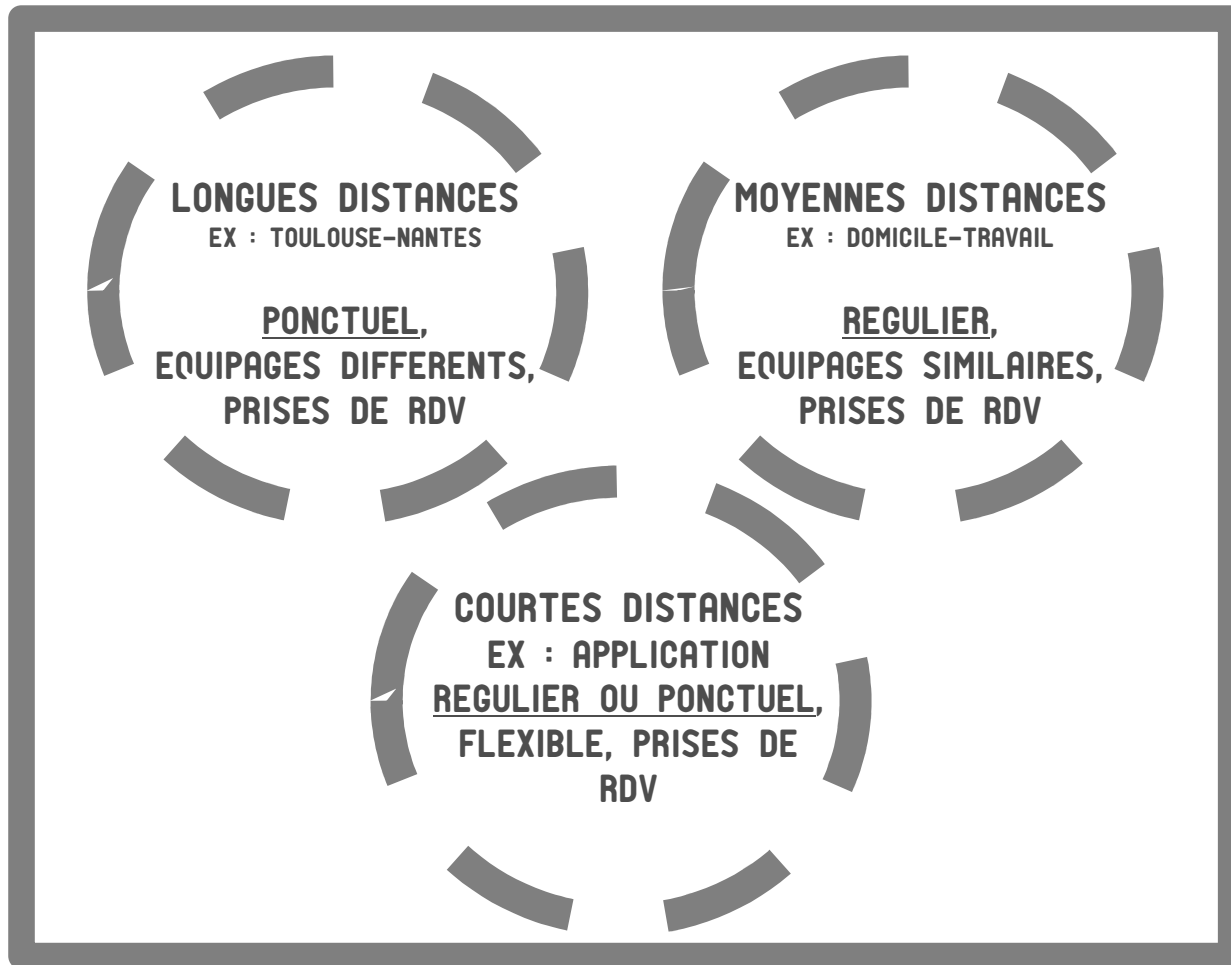 LONGUES DISTANCES
EX : TOULOUSE-NANTES
PONCTUEL,
EQUIPAGES DIFFERENTS,
PRISES DE RDV
MOYENNES DISTANCES
EX : DOMICILE-TRAVAIL
REGULIER,
EQUIPAGES SIMILAIRES,
PRISES DE RDV
COURTES DISTANCES
EX : APPLICATION
REGULIER OU PONCTUEL,
FLEXIBLE, PRISES DE
RDV